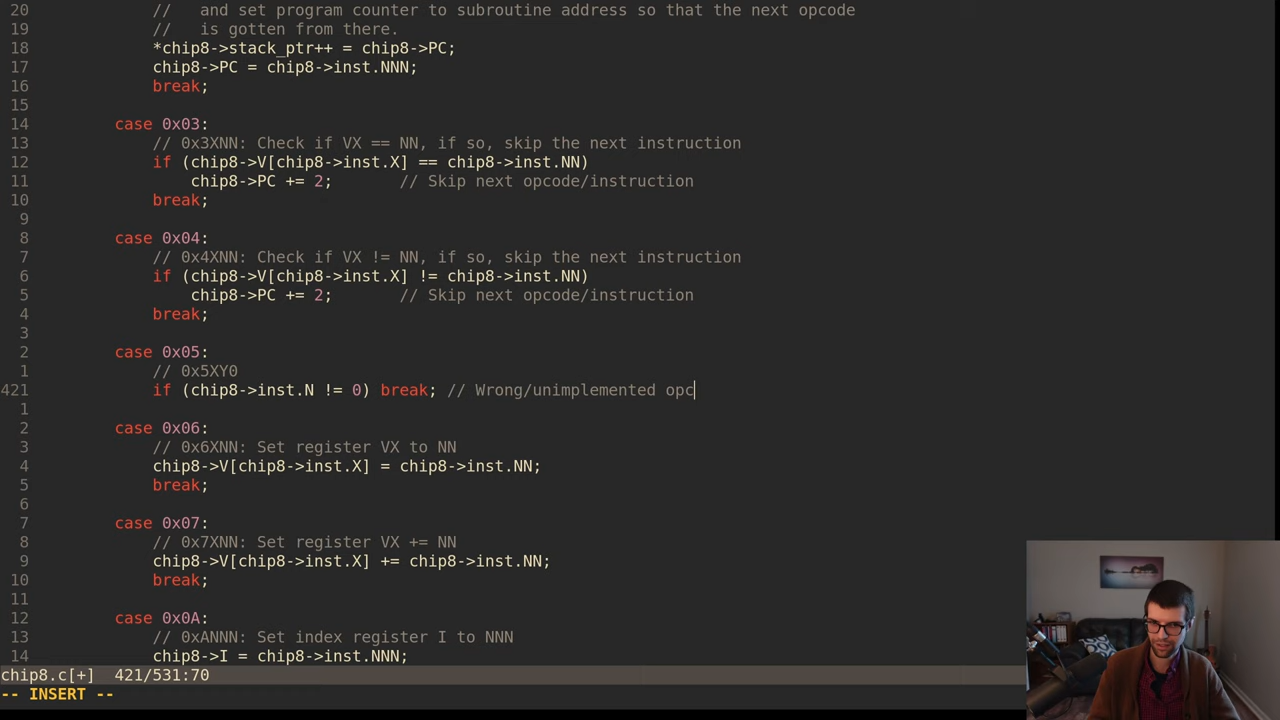 20             //   and set program counter to subroutine address so that the next opcode
19             //   is gotten from there.
18             *chip8->stack_ptr++ = chip8->PC;
17             chip8->PC = chip8->inst.NNN;
16             break;
15
14         case 0x03:
13             // 0x3XNN: Check if VX == NN, if so, skip the next instruction
12             if (chip8->V[chip8->inst.X] == chip8->inst.NN)
11                 chip8->PC += 2;       // Skip next opcode/instruction
10             break;
9
8         case 0x04:
7             // 0x4XNN: Check if VX != NN, if so, skip the next instruction
6             if (chip8->V[chip8->inst.X] != chip8->inst.NN)
5                 chip8->PC += 2;       // Skip next opcode/instruction
4             break;
3
2         case 0x05:
1             // 0x5XY0
421             if (chip8->inst.N != 0) break; // Wrong/unimplemented opc
1
2         case 0x06:
3             // 0x6XNN: Set register VX to NN
4             chip8->V[chip8->inst.X] = chip8->inst.NN;
5             break;
6
7         case 0x07:
8             // 0x7XNN: Set register VX += NN
9             chip8->V[chip8->inst.X] += chip8->inst.NN;
10             break;
11
12         case 0x0A:
13             // 0xANNN: Set index register I to NNN
14             chip8->I = chip8->inst.NNN;
chip8.c[+]  421/531:70
-- INSERT --